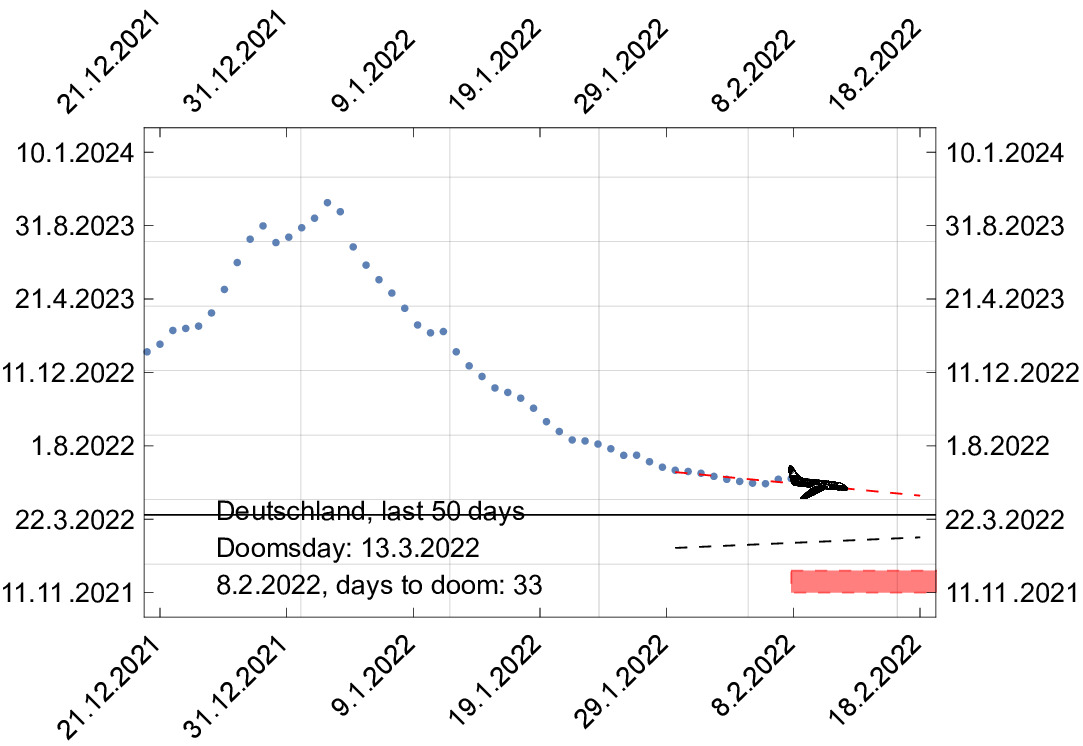 21.12.2021 31.12.2021 9.1.2022 19.1.2022 29.1.2022 8.2.2022 18.2.2022
10.1.2024 10.1.2024
31.8.2023 31.8.2023
21.4.2023 21.4.2023
11.12.2022 11.12.2022
1.8.2022 1.8.2022
Deutschland, last 50 days
22.3.2022 22.3.2022
Doomsday: 13.3.2022
8.2.2022, days to doom: 33
11.11.2021 11.11.2021
21.12.2021 31.12.2021 9.1.2022 19.1.2022 29.1.2022 8.2.2022 18.2.2022